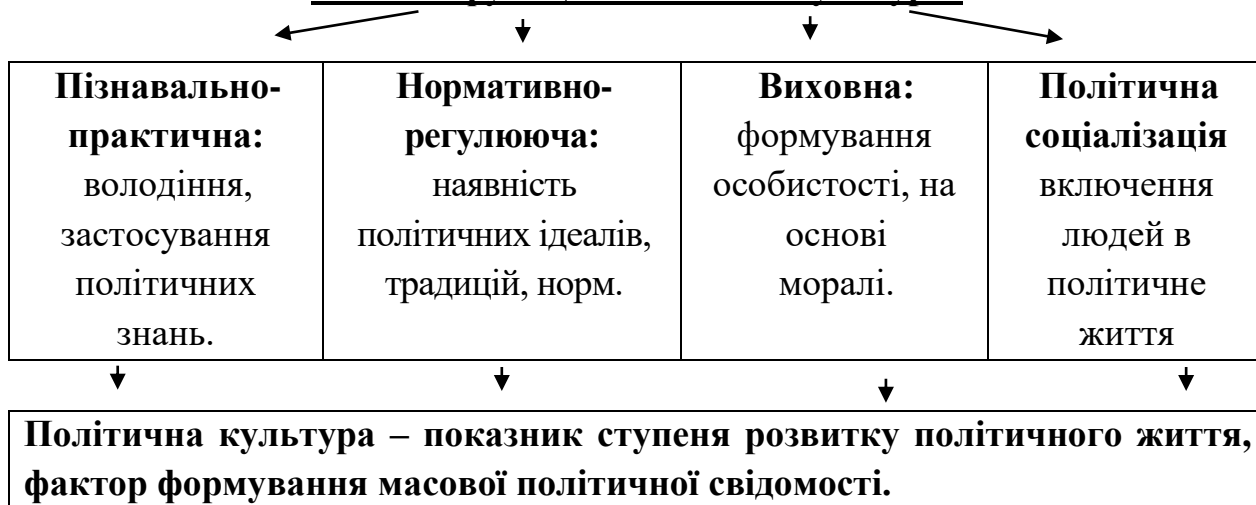 Пізнавально-
практична:
володіння,
застосування
політичних
знань.
Нормативно-
регулююча:
наявність
політичних ідеалів,
традицій, норм.
Виховна:
формування
особистості, на
основі
моралі.
Політична
соціалізація
включення
людей в
політичне
життя
Політична культура – показник ступеня розвитку політичного життя,
фактор формування масової політичної свідомості.